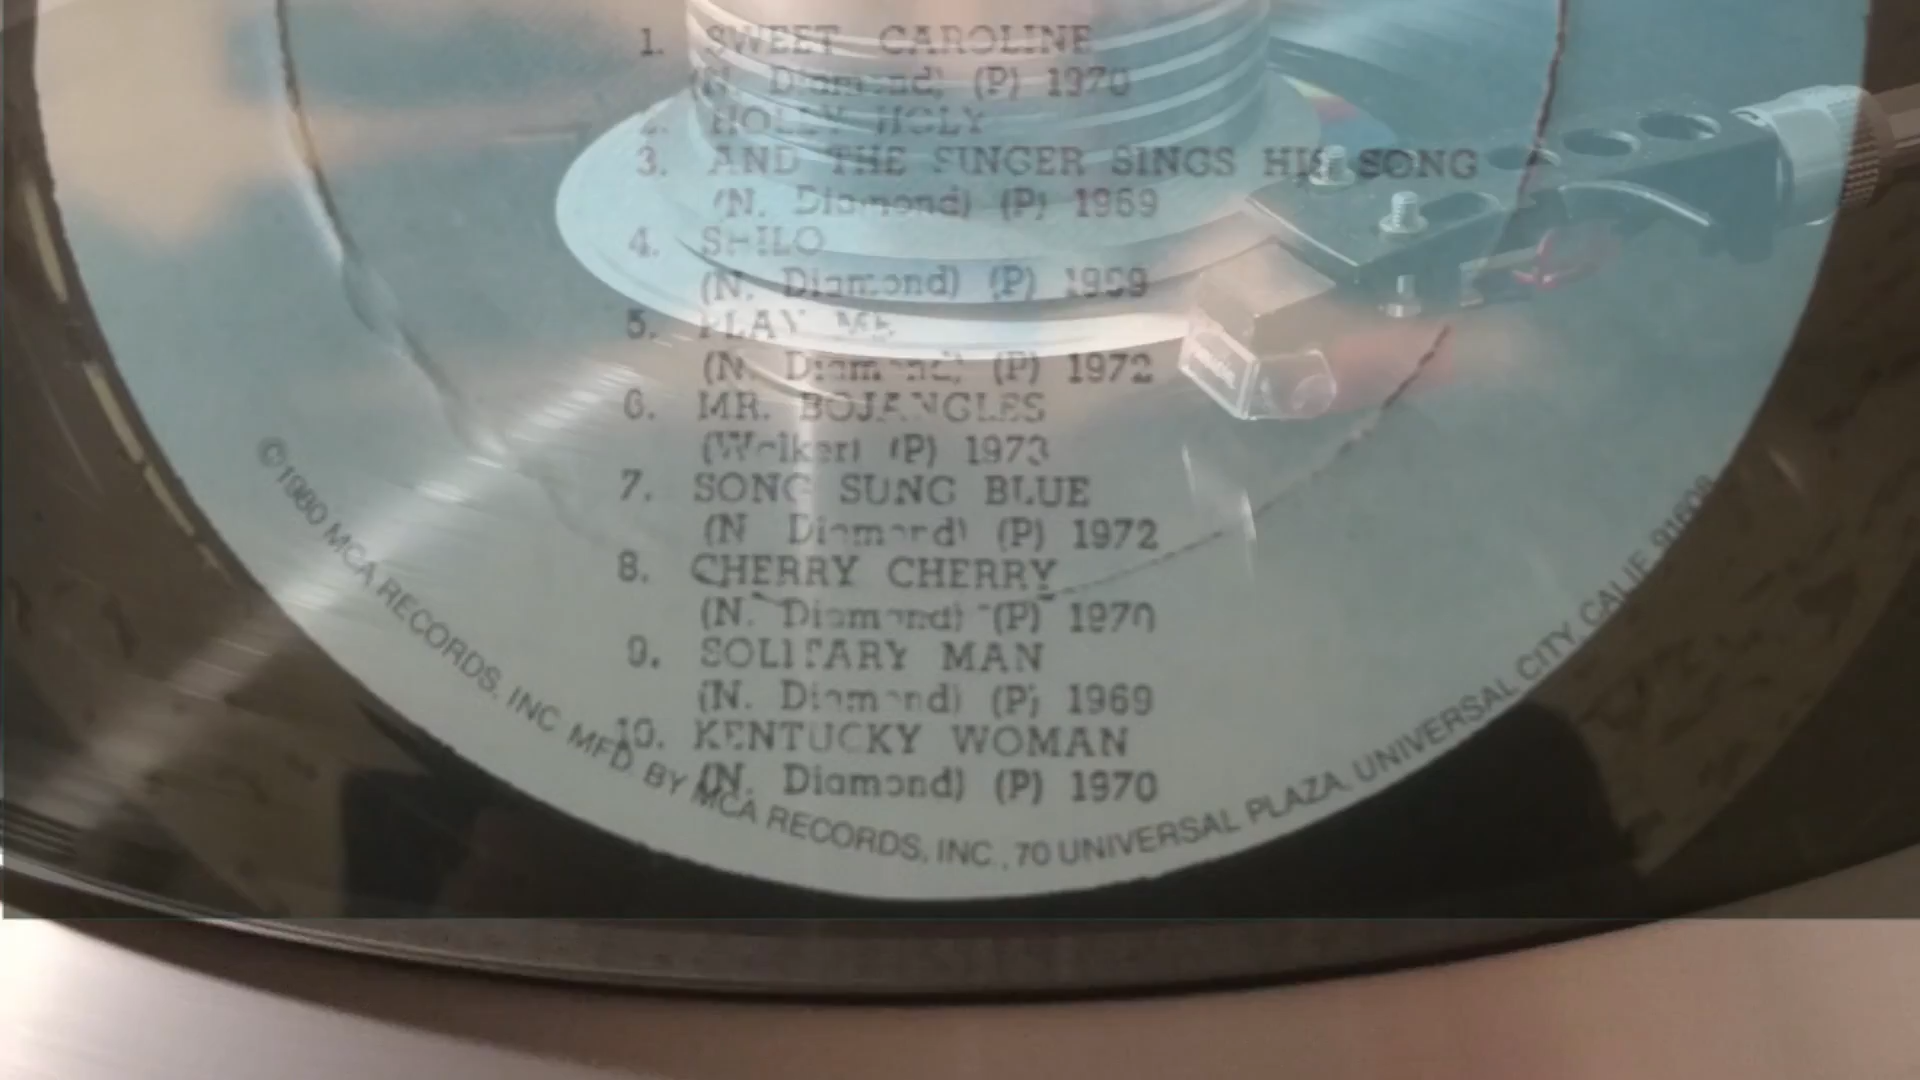 1. SWEET CAROLINE
(N. Diamond) (P) 1970
2. HOLLY HOLY
3. AND THE SINGER SINGS HIS SONG
(N. Diamond) (P) 1969
4. SHILO
(N. Diamond) (P) 1969
5. PLAY ME
(N. Diamond) (P) 1972
6. MR. BOJANGLES
(Walker) (P) 1973
7. SONG SUNG BLUE
(N. Diamond) (P) 1972
8. CHERRY CHERRY
(N. Diamond) (P) 1970
9. SOLITARY MAN
(N. Diamond) (P) 1969
10. KENTUCKY WOMAN
(N. Diamond) (P) 1970
©1980 MCA RECORDS, INC. MFD. BY MCA RECORDS, INC., 70 UNIVERSAL PLAZA, UNIVERSAL CITY, CALIF. 91608